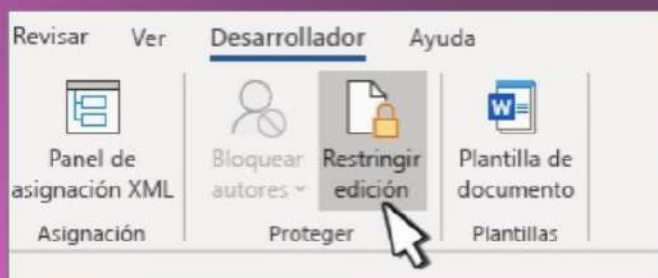 Revisar Ver Desarrollador Ayuda
Panel de
asignación XML
Bloquear
autores
Restringir
edición
Plantilla de
documento
Asignación
Proteger
Plantillas